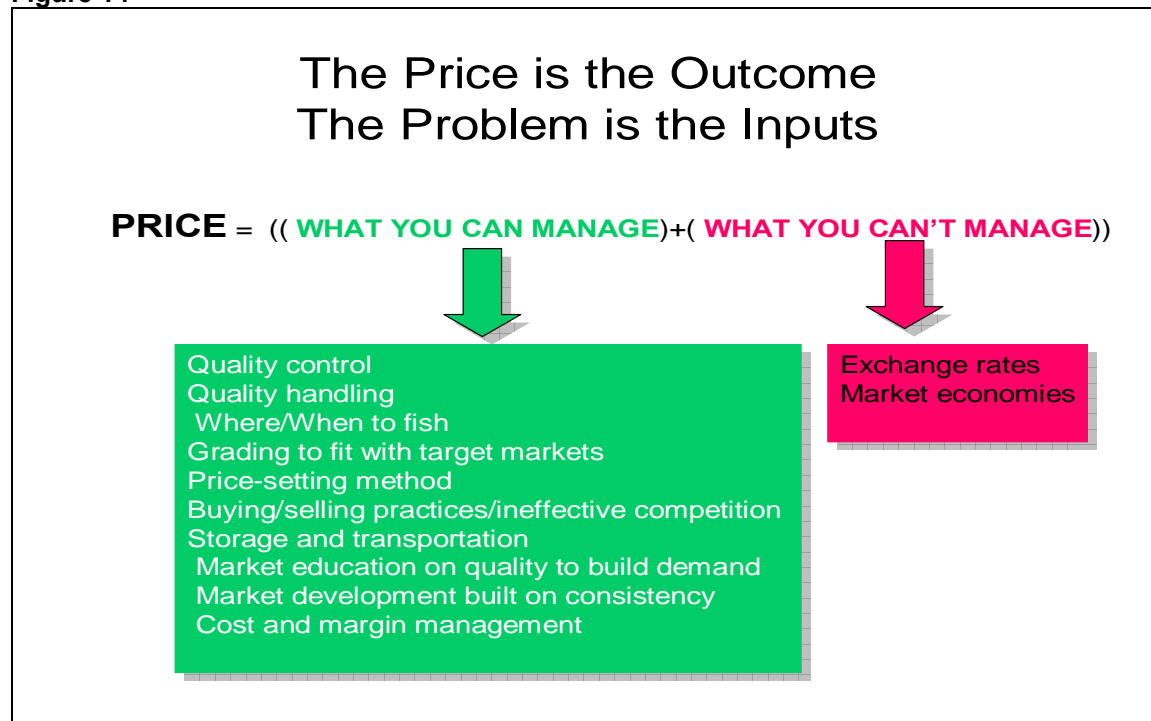 The Price is the Outcome
The Problem is the Inputs
PRICE = (( WHAT YOU CAN MANAGE)+( WHAT YOU CAN'T MANAGE))
Quality control
Quality handling
Where/When to fish
Grading to fit with target markets
Price-setting method
Buying/selling practices/ineffective competition
Storage and transportation
Market education on quality to build demand
Market development built on consistency
Cost and margin management
Exchange rates
Market economies